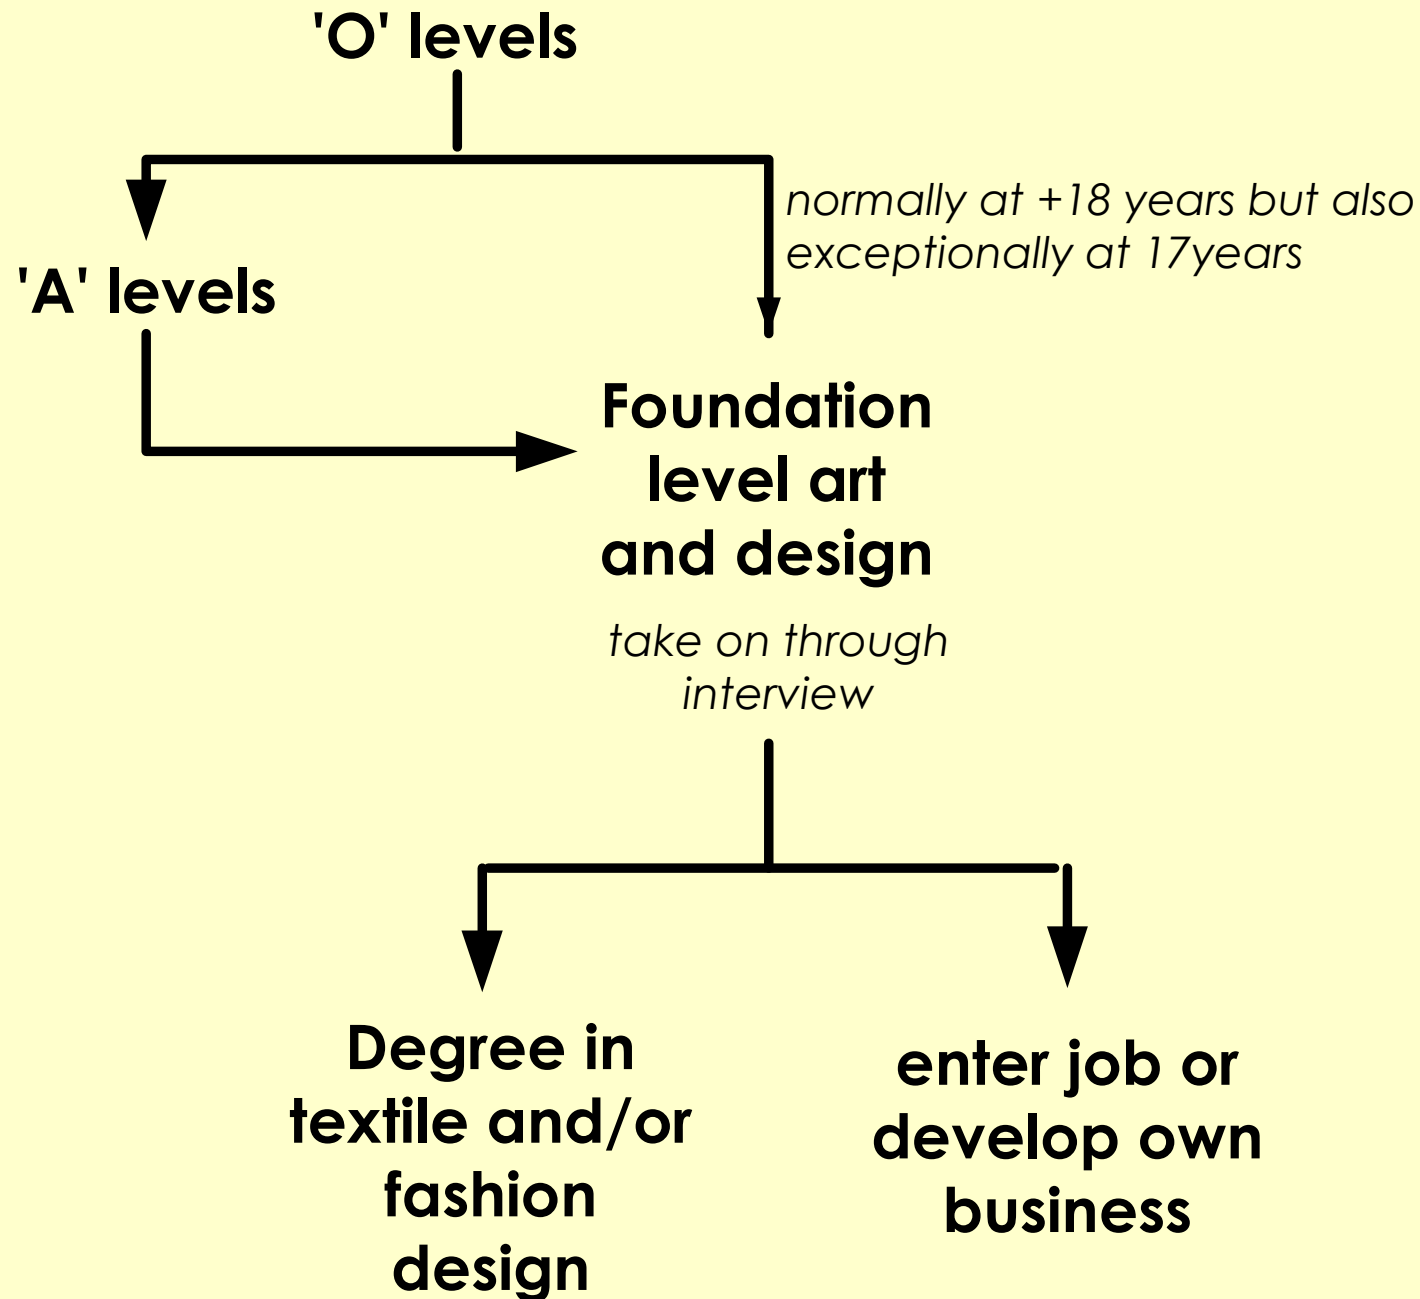 'O' levels
normally at +18 years but also
exceptionally at 17years
'A' levels
Foundation
level art
and design
take on through
interview
Degree in
textile and/or
fashion
design
enter job or
develop own
business